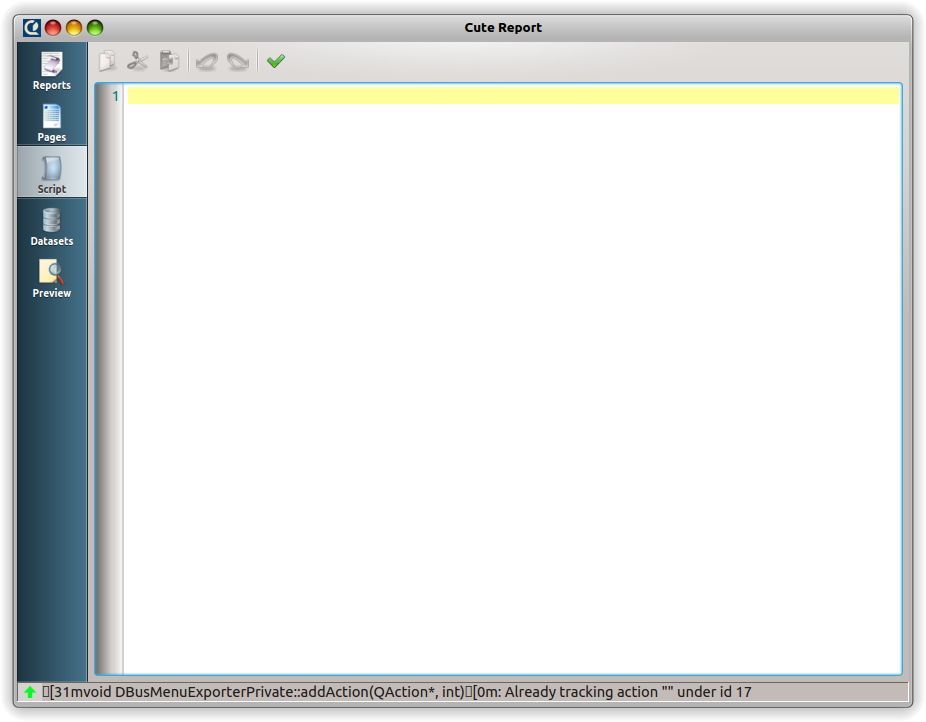 Cute Report
Reports
Pages
Script
Datasets
Preview
1
[31mvoid DBusMenuExporterPrivate::addAction(QAction*, int)[0m: Already tracking action "" under id 17